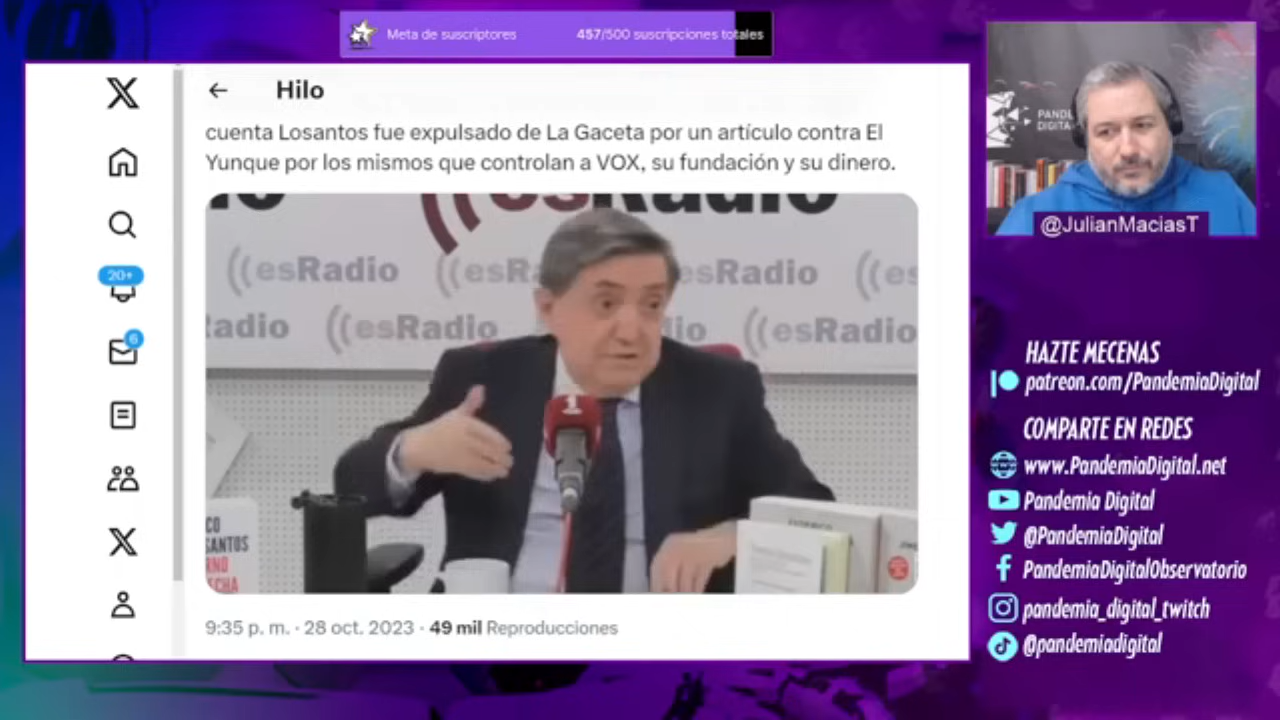 Meta de suscriptores
457/500 suscripciones totales
Hilo
cuenta Losantos fue expulsado de La Gaceta por un artículo contra El
Yunque por los mismos que controlan a VOX, su fundación y su dinero.
20+
6
esRadio
esRadio
esRadio
esRadio
esRadio
1
SANTOS
9:35 p. m. · 28 oct. 2023 · 49 mil Reproducciones
@JulianMaciasT
HAZTE MECENAS
patreon.com/PandemiaDigital
COMPARTE EN REDES
www.PandemiaDigital.net
Pandemia Digital
@PandemiaDigital
PandemiaDigitalObservatorio
pandemia_digital_twitch
@pandemiadigital